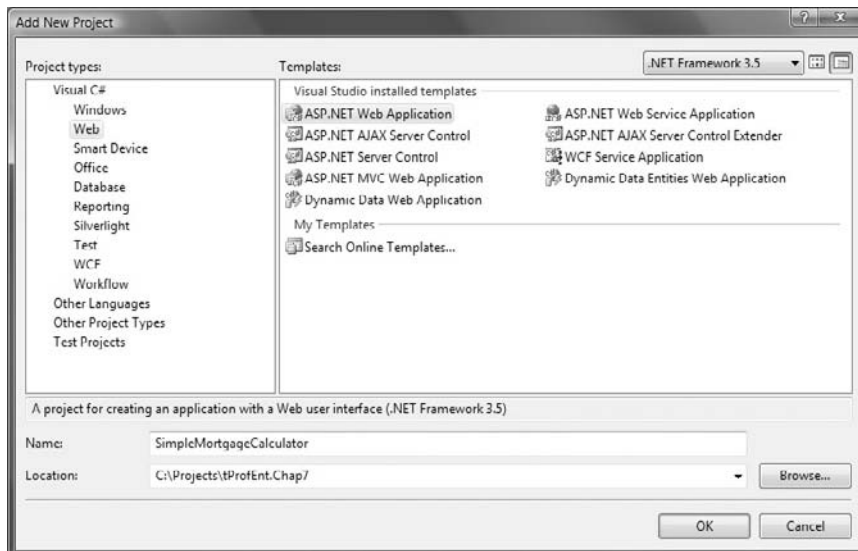 Add New Project
Project types:
Templates:
.NET Framework 3.5
Visual C#
Windows
Web
Smart Device
Office
Database
Reporting
Silverlight
Test
WCF
Workflow
Other Languages
Other Project Types
Test Projects
Visual Studio installed templates
ASP.NET Web Application
ASP.NET Web Service Application
ASP.NET AJAX Server Control
ASP.NET AJAX Server Control Extender
ASP.NET Server Control
WCF Service Application
ASP.NET MVC Web Application
Dynamic Data Entities Web Application
Dynamic Data Web Application
My Templates
Search Online Templates...
A project for creating an application with a Web user interface (.NET Framework 3.5)
Name:
SimpleMortgageCalculator
Location:
C:\Projects\tProfEnt.Chap7
Browse...
OK
Cancel